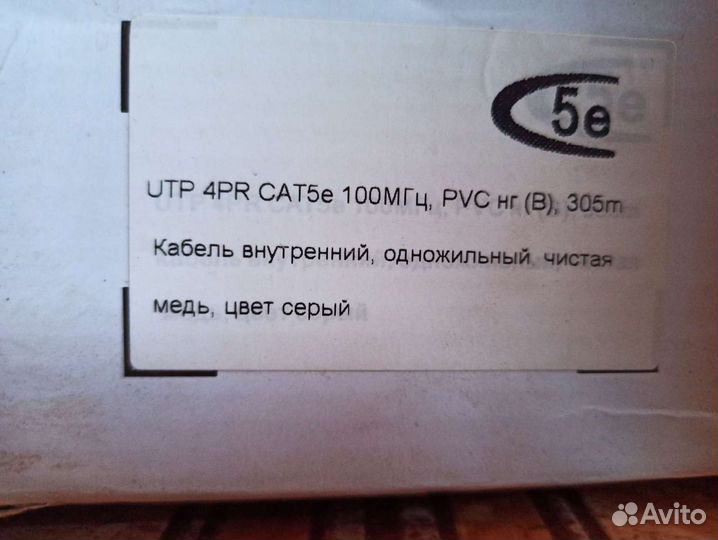 5e
UTP 4PR CAT5e 100МГц, PVC нг (B), 305m
Кабель внутренний, одножильный, чистая
медь, цвет серый
Avito